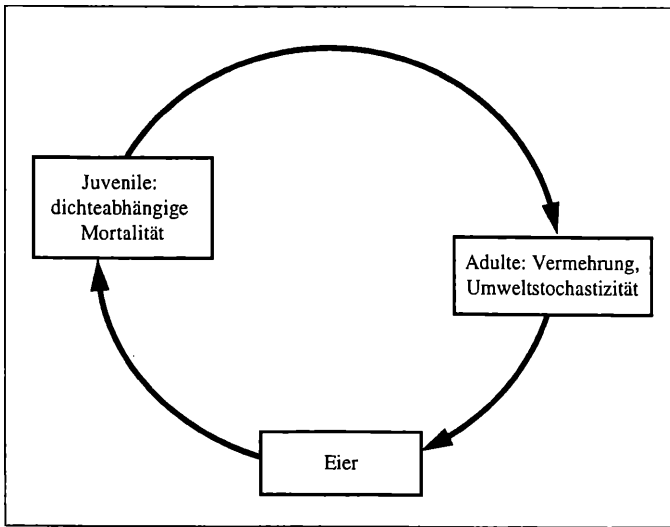 Juvenile:
dichteabhängige
Mortalität
Adulte: Vermehrung,
Umweltstochastizität
Eier